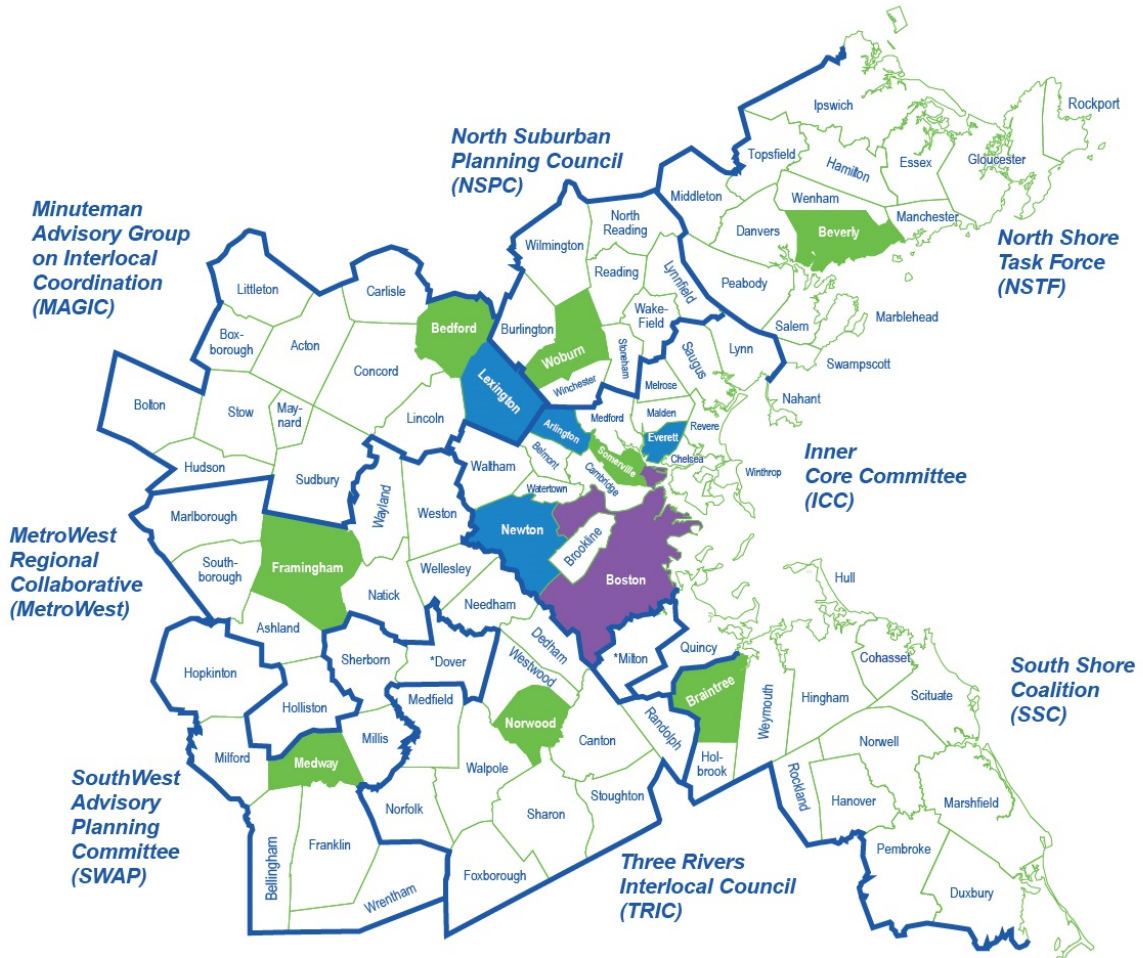 North Suburban
Planning Council
(NSPC)
Minuteman
Advisory Group
on Interlocal
Coordination
(MAGIC)
North Shore
Task Force
(NSTF)
Inner
Core Committee
(ICC)
MetroWest
Regional
Collaborative
(MetroWest)
South Shore
Coalition
(SSC)
SouthWest
Advisory
Planning
Committee
(SWAP)
Three Rivers
Interlocal Council
(TRIC)
Ipswich
Rockport
Topsfield
Hamilton
Essex
Gloucester
Middleton
Wenham
Manchester
Danvers
Beverly
Peabody
Salem
Marblehead
Swampscott
Lynn
Nahant
North
Reading
Wilmington
Reading
Lynnfield
Wake-
Field
Burlington
Woburn
Stoneham
Winchester
Saugus
Melrose
Malden
Medford
Revere
Everett
Chelsea
Winthrop
Arlington
Somerville
Belmont
Cambridge
Waltham
Watertown
Newton
Brookline
Boston
Littleton
Carlisle
Bedford
Box-
borough
Acton
Concord
Lexington
Bolton
Stow
May-
nard
Lincoln
Hudson
Sudbury
Marlborough
Wayland
Weston
South-
borough
Framingham
Natick
Wellesley
Ashland
Needham
Hopkinton
Sherborn
*Dover
Dedham
Westwood
*Milton
Quincy
Hull
Holliston
Medfield
Norwood
Canton
Randolph
Braintree
Weymouth
Hingham
Cohasset
Scituate
Milford
Medway
Millis
Walpole
Hol-
brook
Norwell
Norfolk
Sharon
Stoughton
Rockland
Hanover
Marshfield
Bellingham
Franklin
Wrentham
Foxborough
Pembroke
Duxbury